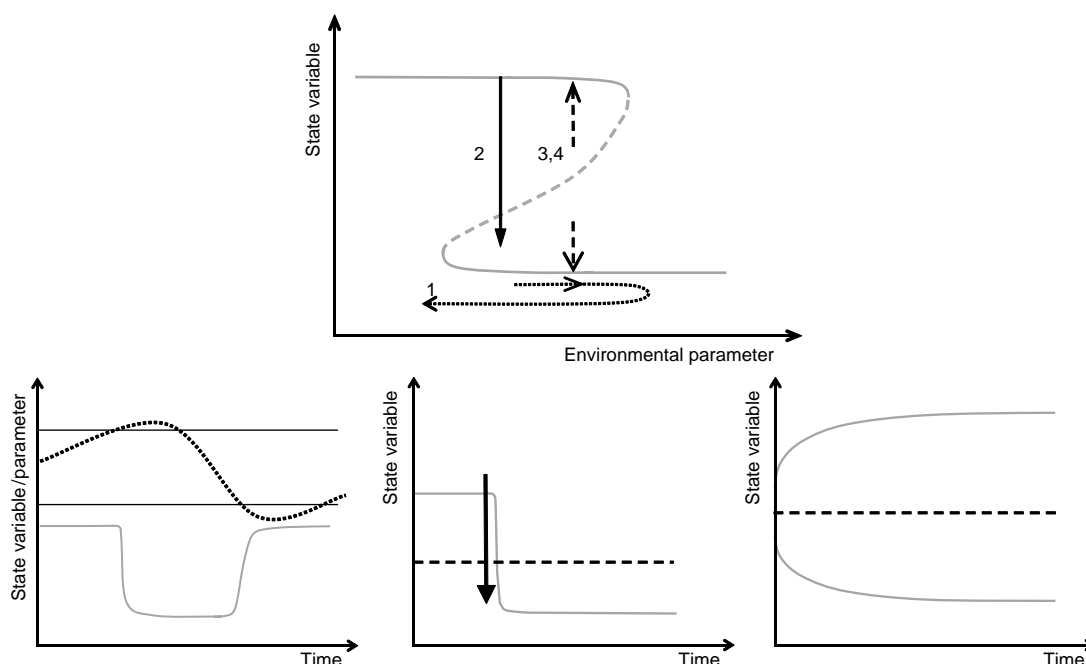 State variable
2
3,4
1
Environmental parameter
State variable/parameter
Time
State variable
Time
State variable
Time